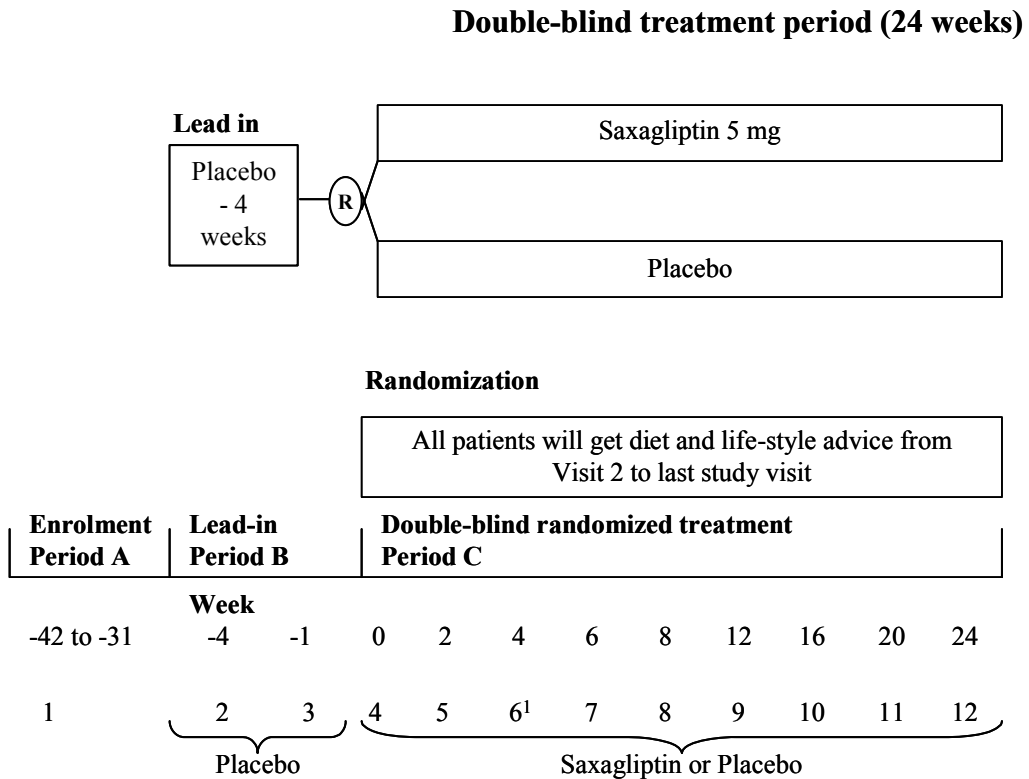 Double-blind treatment period (24 weeks)
Lead in
Placebo
- 4
weeks
R
Saxagliptin 5 mg
Placebo
Randomization
All patients will get diet and life-style advice from
Visit 2 to last study visit
Enrolment
Period A
Lead-in
Period B
Double-blind randomized treatment
Period C
Week
-42 to -31 -4 -1 0 2 4 6 8 12 16 20 24
1 2 3 4 5 6¹ 7 8 9 10 11 12
Placebo
Saxagliptin or Placebo